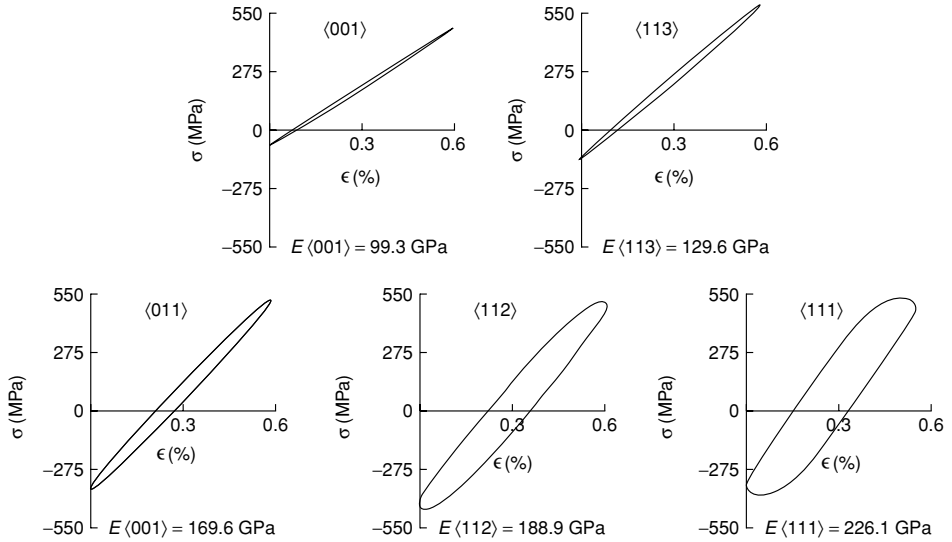 550
⟨001⟩
275
σ (MPa)
0
0.3
0.6
ϵ (%)
−275
−550
E ⟨001⟩ = 99.3 GPa
550
⟨113⟩
275
σ (MPa)
0
0.3
0.6
ϵ (%)
−275
−550
E ⟨113⟩ = 129.6 GPa
550
⟨011⟩
275
σ (MPa)
0
0.3
0.6
ϵ (%)
−275
−550
E ⟨001⟩ = 169.6 GPa
550
⟨112⟩
275
σ (MPa)
0
0.3
0.6
ϵ (%)
−275
−550
E ⟨112⟩ = 188.9 GPa
550
⟨111⟩
275
σ (MPa)
0
0.3
0.6
ϵ (%)
−275
−550
E ⟨111⟩ = 226.1 GPa